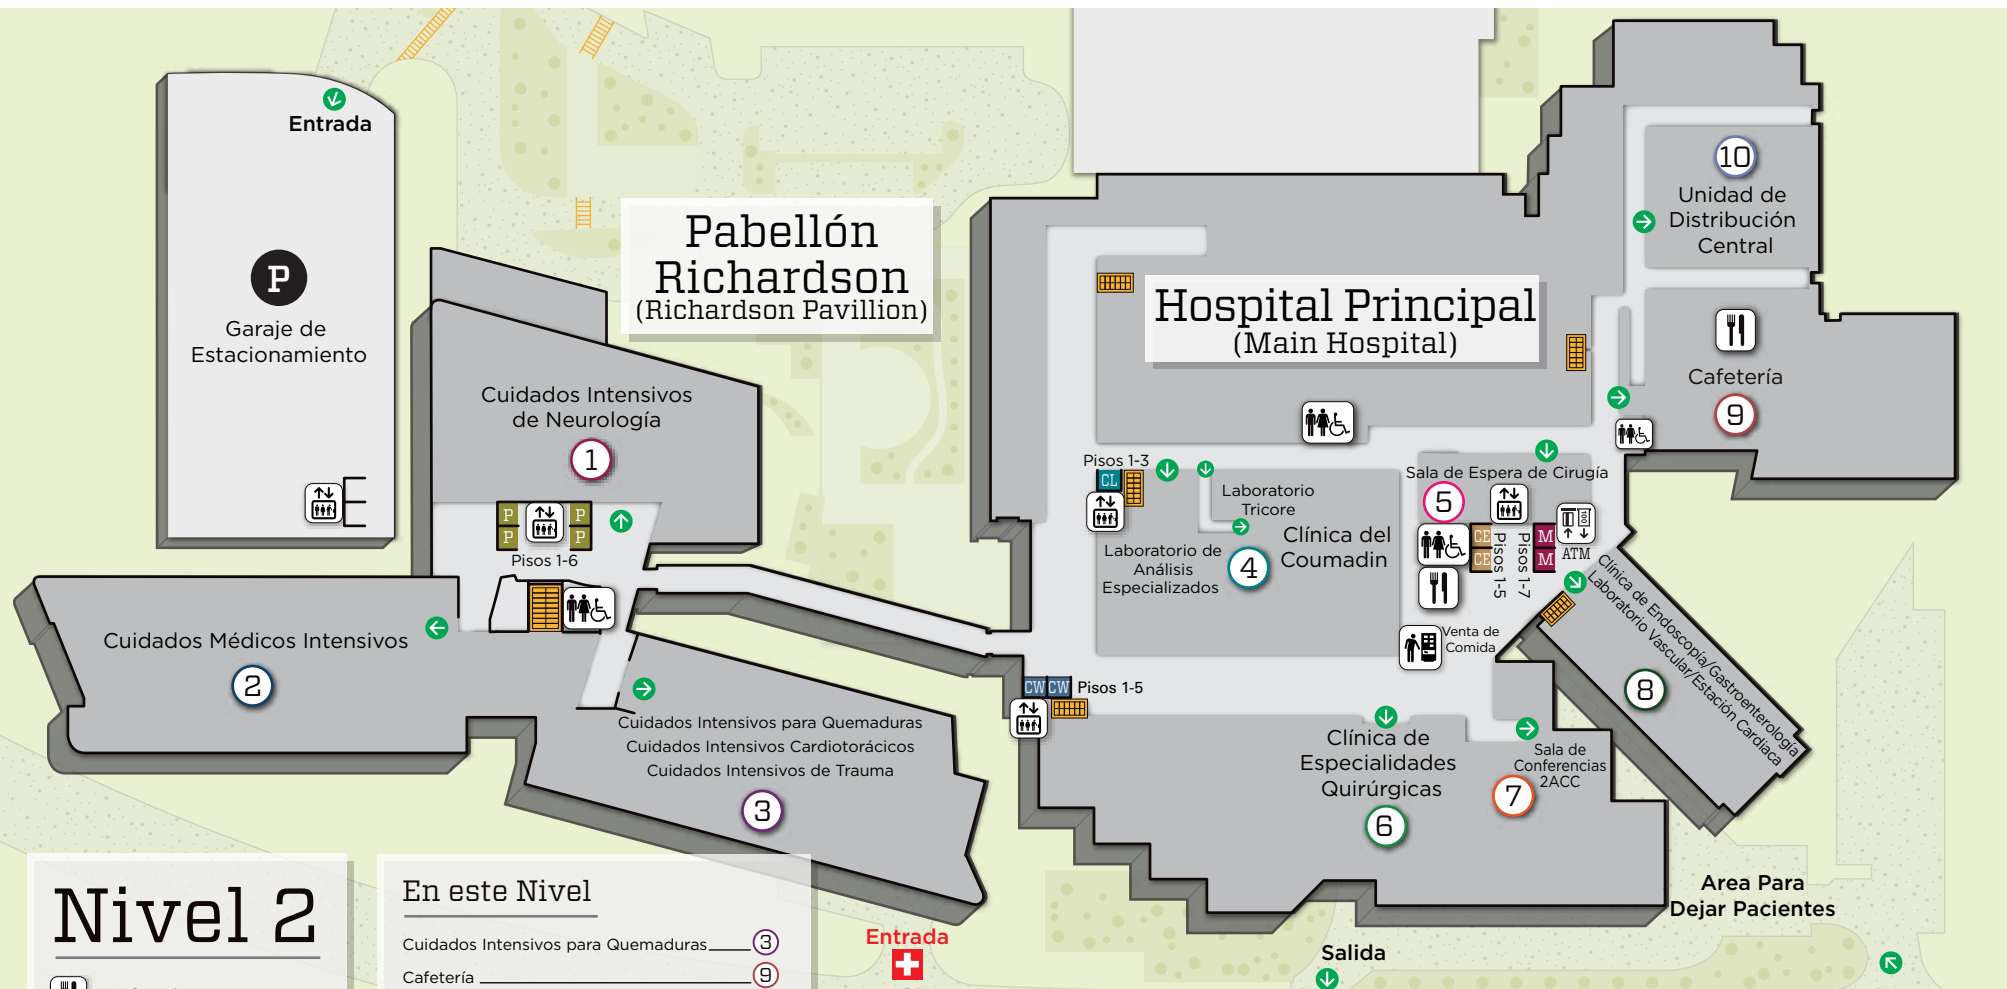 Entrada
P
Garaje de
Estacionamiento
Pabellón
Richardson
(Richardson Pavillion)
Hospital Principal
(Main Hospital)
10
Unidad de
Distribución
Central
Cafetería
9
Cuidados Intensivos
de Neurología
1
P
P
P
P
Pisos 1-6
Cuidados Médicos Intensivos
2
Cuidados Intensivos para Quemaduras
Cuidados Intensivos Cardiotorácicos
Cuidados Intensivos de Trauma
3
Pisos 1-3
CL
Laboratorio
Tricore
Laboratorio de
Análisis
Especializados
4
Clínica del
Coumadin
Sala de Espera de Cirugía
5
CE
CE
Pisos 1-5
Pisos 1-7
M
M
100
ATM
Venta de
Comida
Clínica de Endoscopía/Gastroenterología
Laboratorio Vascular/Estación Cardiaca
8
CW CW Pisos 1-5
Clínica de
Especialidades
Quirúrgicas
6
Sala de
Conferencias
2ACC
7
Area Para
Dejar Pacientes
Salida
Entrada
Nivel 2
En este Nivel
Cuidados Intensivos para Quemaduras 3
Cafetería 9